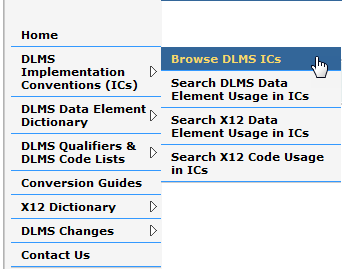 Home
DLMS
Implementation
Conventions (ICs)
DLMS Data Element
Dictionary
DLMS Qualifiers &
DLMS Code Lists
Conversion Guides
X12 Dictionary
DLMS Changes
Contact Us
Browse DLMS ICs
Search DLMS Data
Element Usage in ICs
Search X12 Data
Element Usage in ICs
Search X12 Code Usage
in ICs